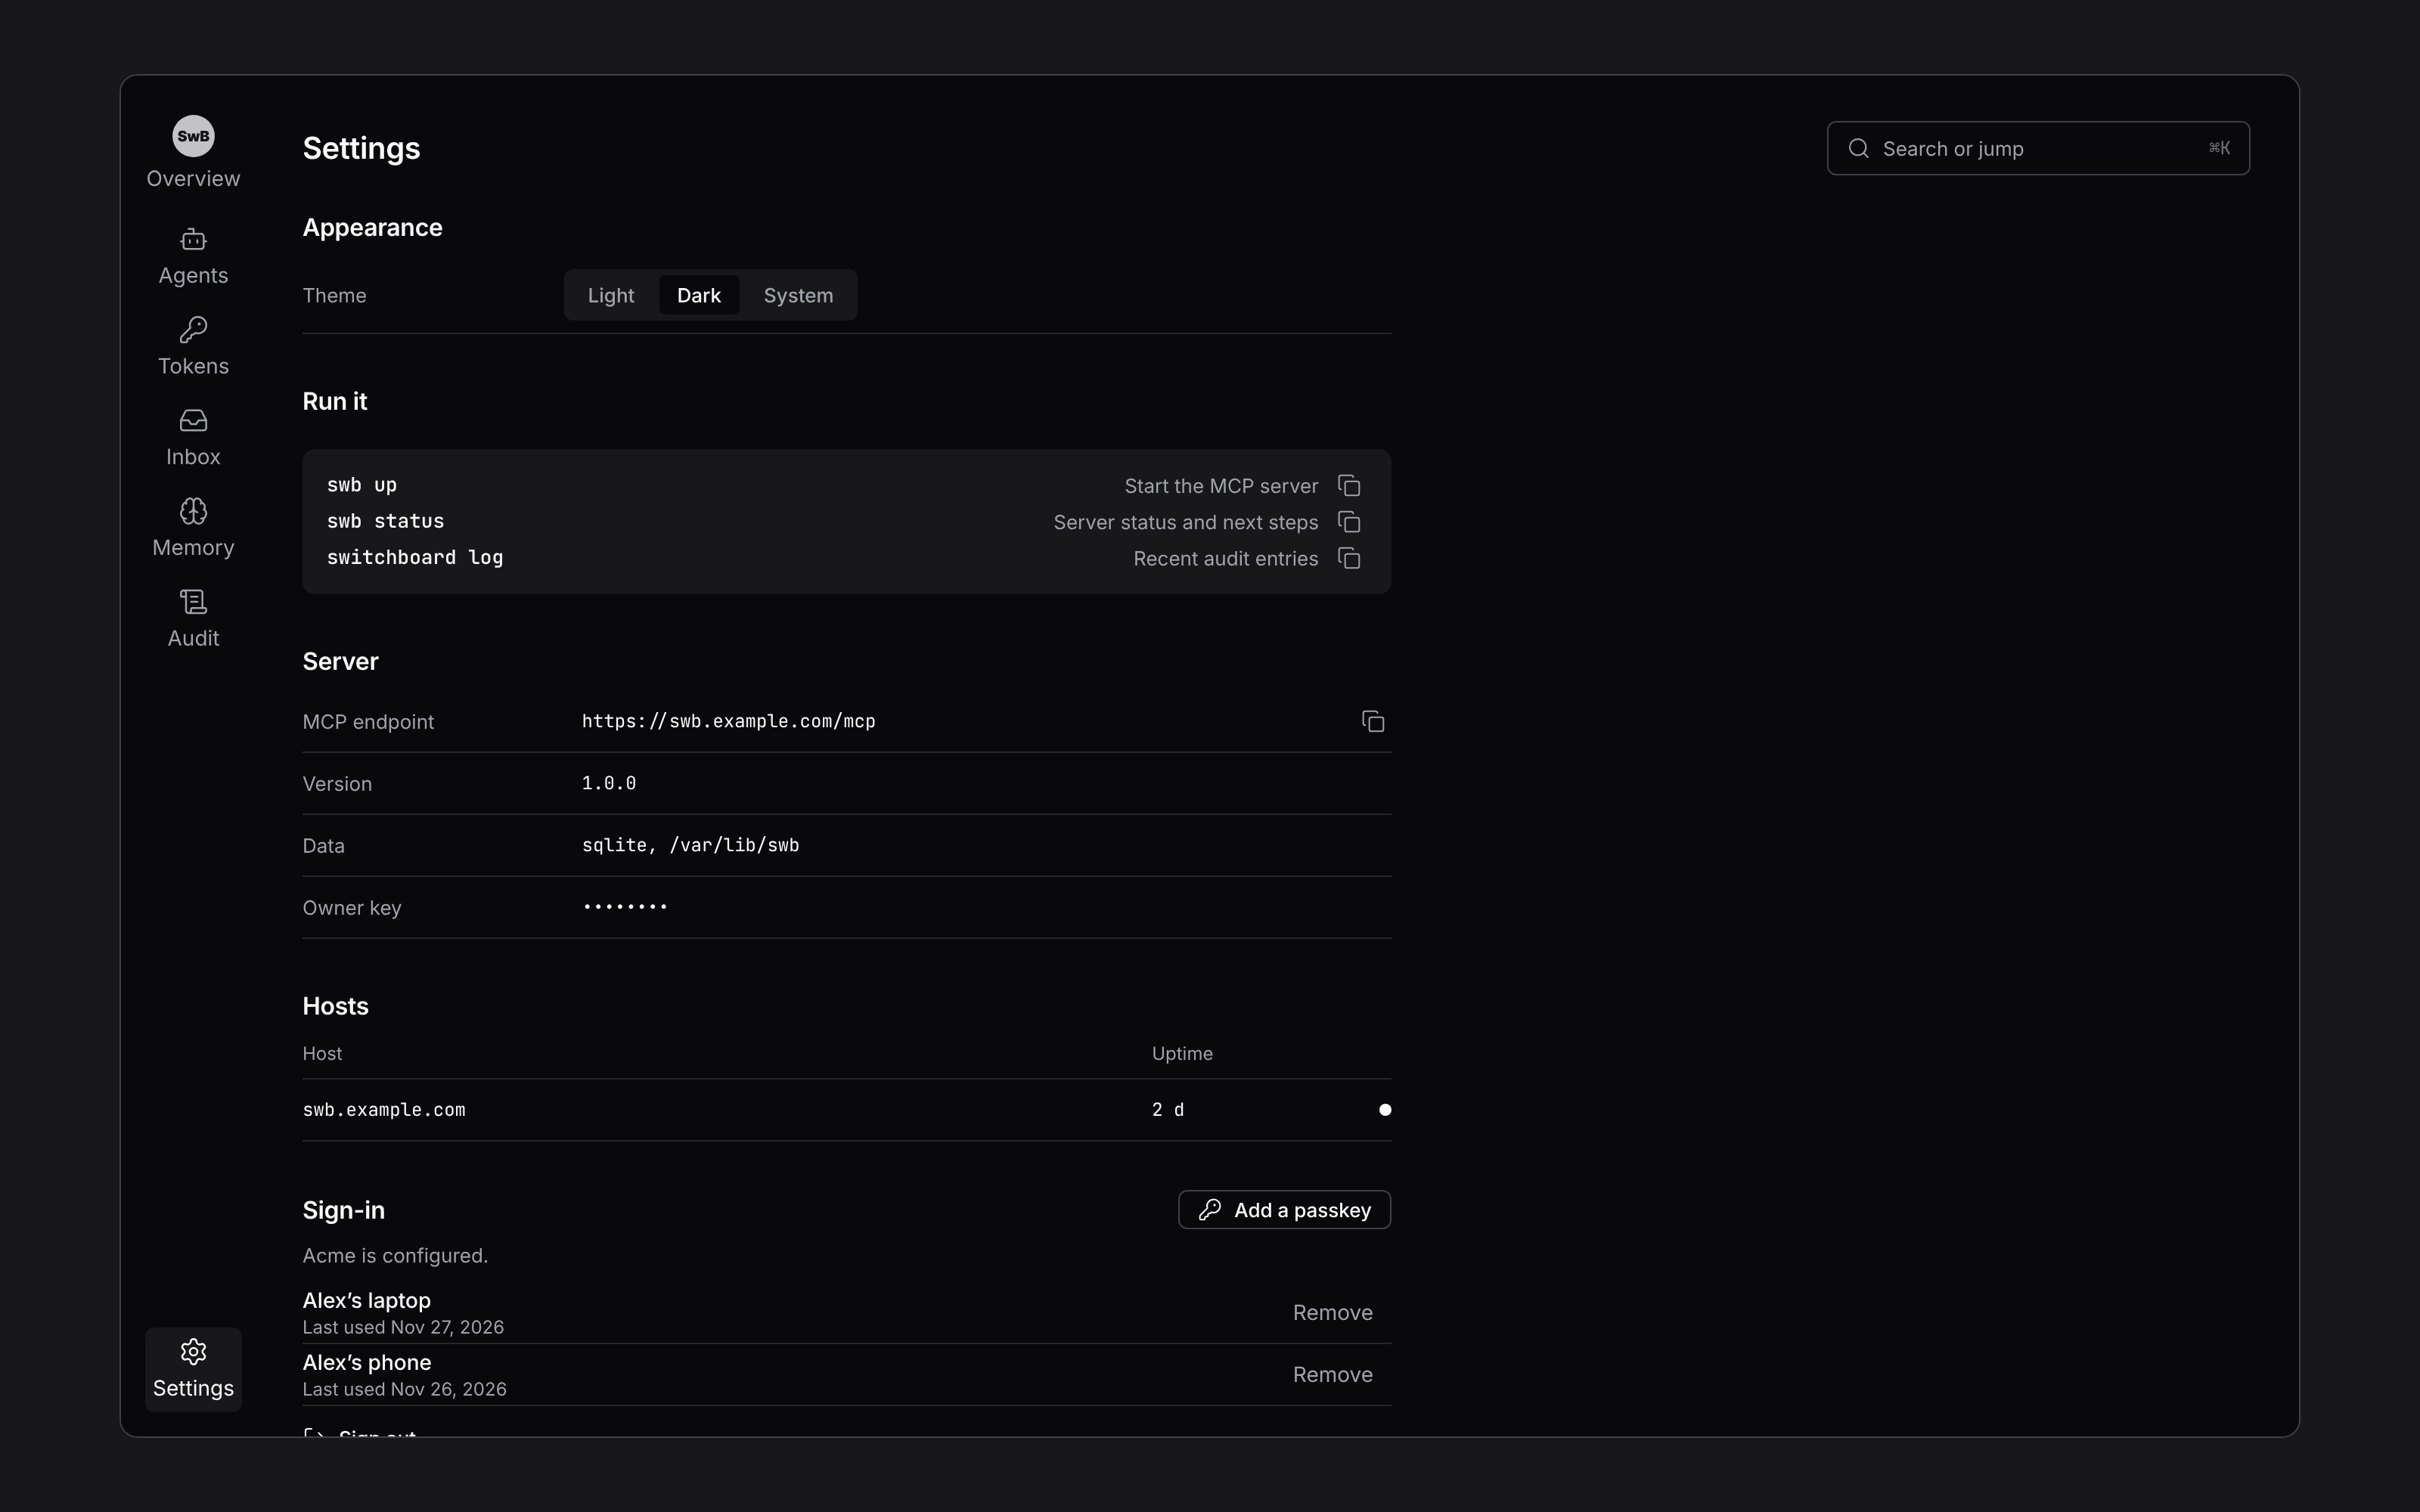 SwB
Overview
Agents
Tokens
Inbox
Memory
Audit
Settings
Settings
Search or jump ⌘K
Appearance
Theme Light Dark System
Run it
swb up Start the MCP server
swb status Server status and next steps
switchboard log Recent audit entries
Server
MCP endpoint https://swb.example.com/mcp
Version 1.0.0
Data sqlite, /var/lib/swb
Owner key ••••••••
Hosts
Host Uptime
swb.example.com 2 d
Sign-in Add a passkey
Acme is configured.
Alex’s laptop
Last used Nov 27, 2026 Remove
Alex’s phone
Last used Nov 26, 2026 Remove
Sign out